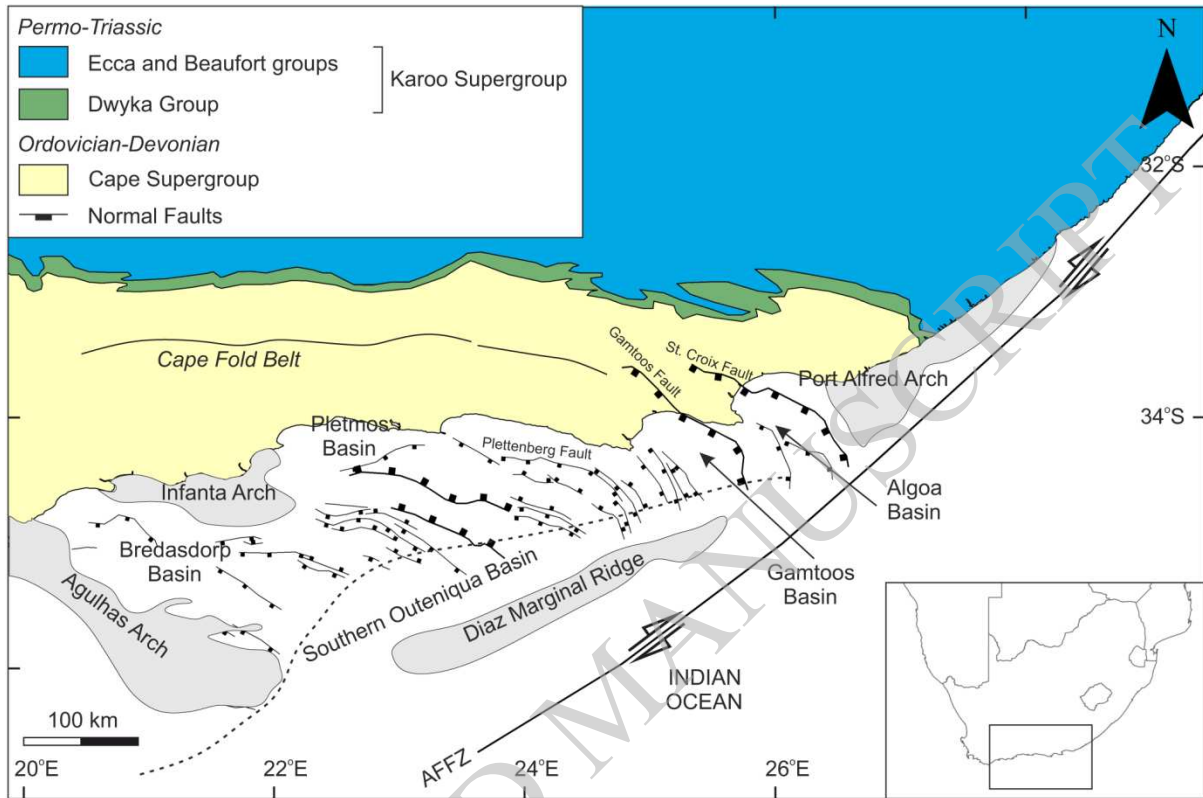 Permo-Triassic
Ecca and Beaufort groups
Dwyka Group
Karoo Supergroup
Ordovician-Devonian
Cape Supergroup
Normal Faults
N
32°S
Cape Fold Belt
Gamtoos Fault
St. Croix Fault
Port Alfred Arch
34°S
Pletmos
Basin
Plettenberg Fault
Infanta Arch
Algoa
Basin
Bredasdorp
Basin
Southern Outeniqua Basin
Gamtoos
Basin
Agulhas Arch
Diaz Marginal Ridge
INDIAN
OCEAN
100 km
AFFZ
20°E
22°E
24°E
26°E
D MANUSCRIPT